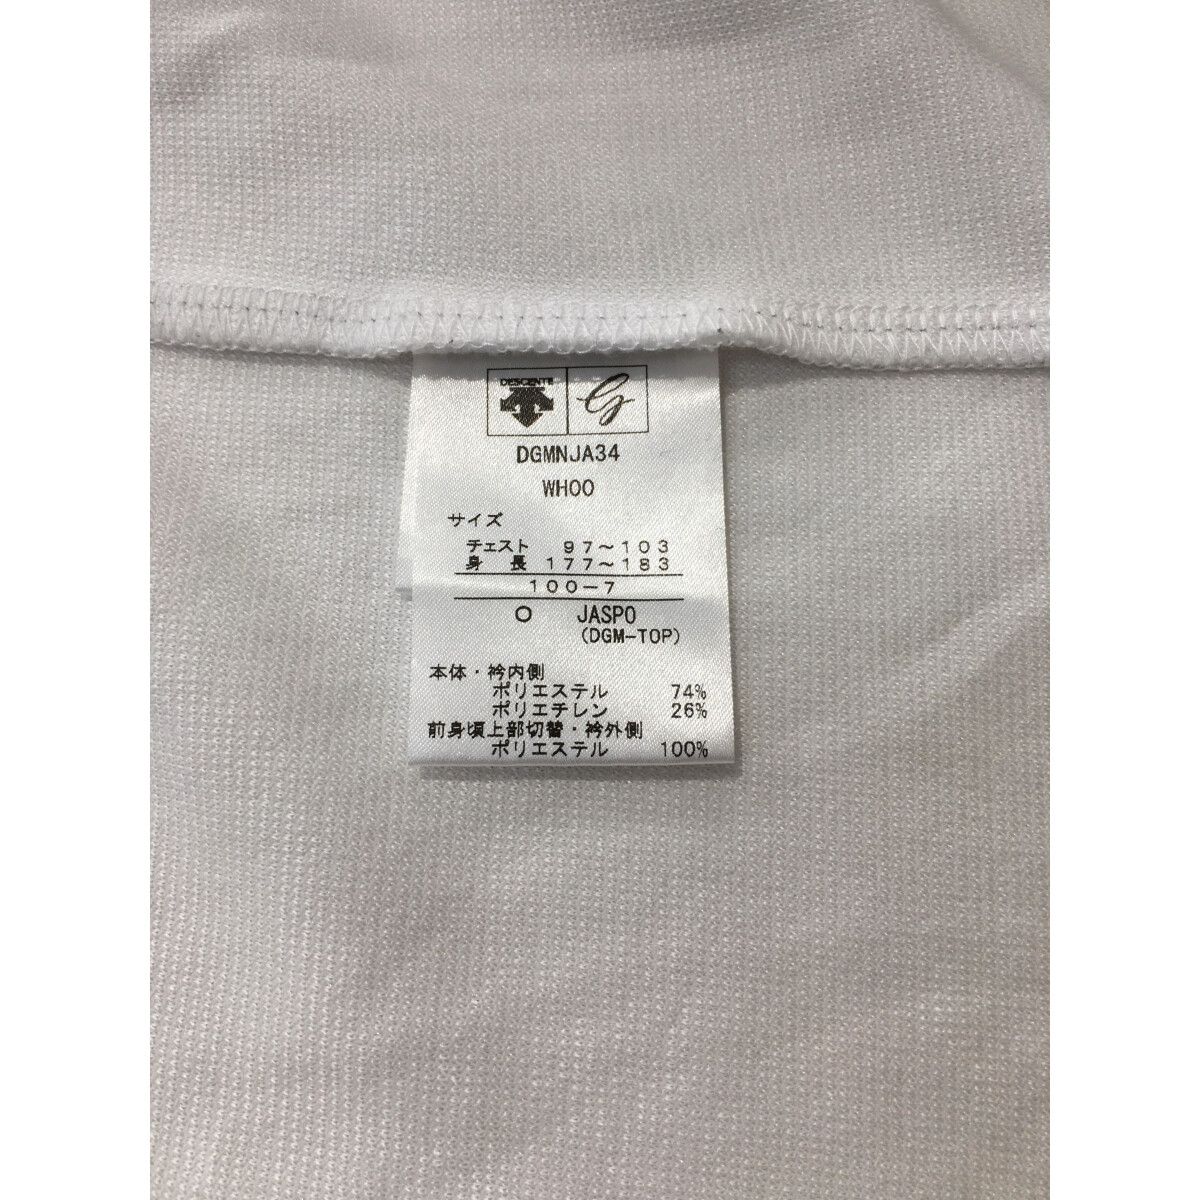 DESCENTE G
DGMNJA34
WH00
サイズ
チェスト 97～103
身 長 177～183
100-7
O JASPO
(DGM-TOP)
本体・衿内側
ポリエステル 74%
ポリエチレン 26%
前身頃上部切替・衿外側
ポリエステル 100%